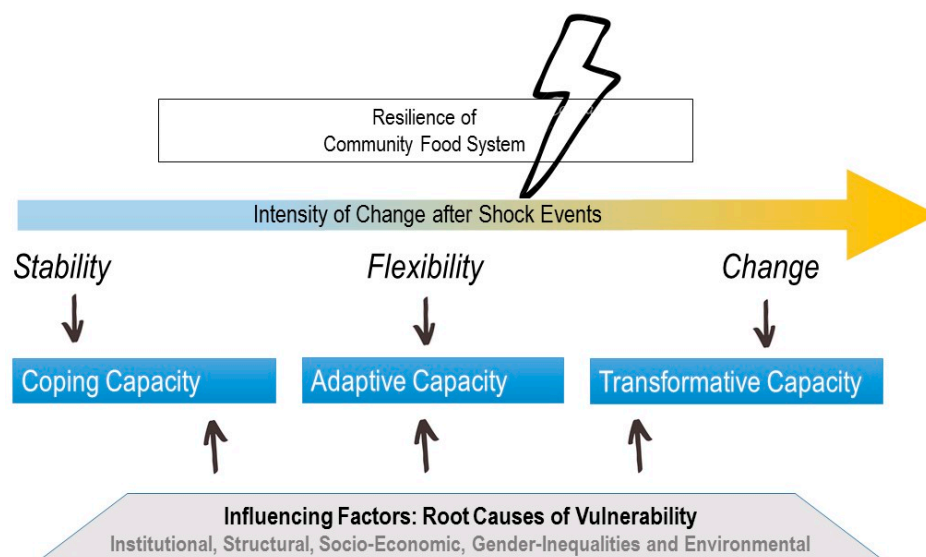 Resilience of
Community Food System
Intensity of Change after Shock Events
Stability
Flexibility
Change
Coping Capacity
Adaptive Capacity
Transformative Capacity
Influencing Factors: Root Causes of Vulnerability
Institutional, Structural, Socio-Economic, Gender-Inequalities and Environmental